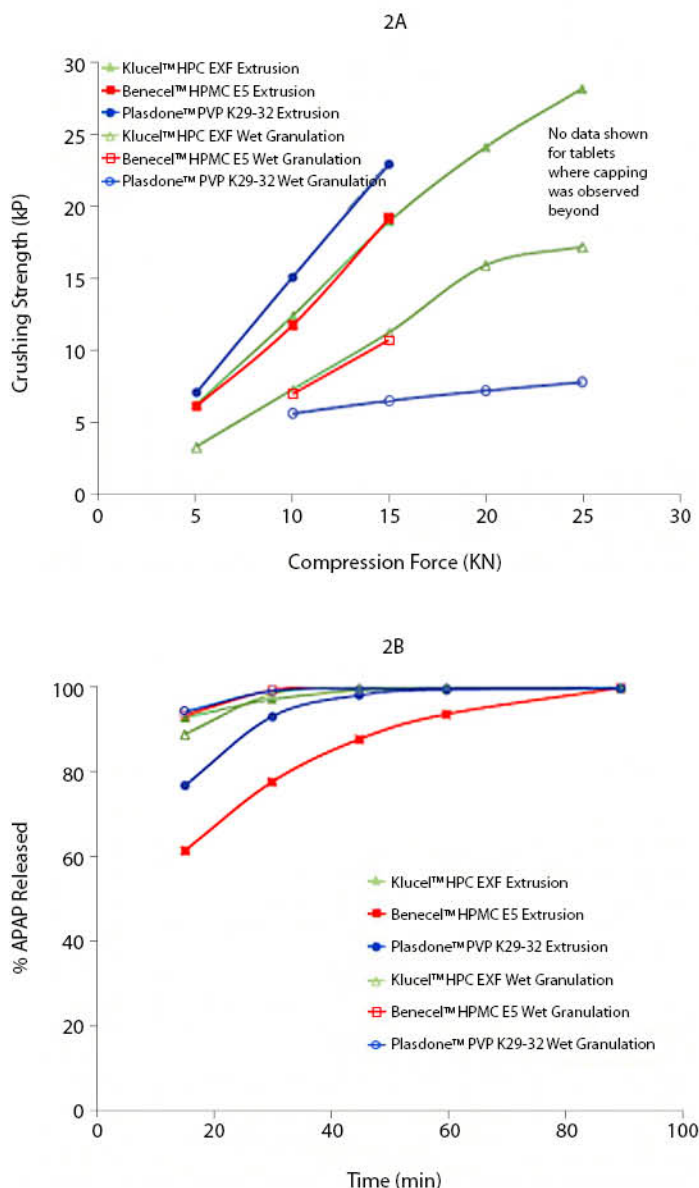 2A
30
25
20
15
10
5
0
Klucel™ HPC EXF Extrusion
Benecel™ HPMC E5 Extrusion
Plasdone™ PVP K29-32 Extrusion
Klucel™ HPC EXF Wet Granulation
Benecel™ HPMC E5 Wet Granulation
Plasdone™ PVP K29-32 Wet Granulation
No data shown
for tablets
where capping
was observed
beyond
Crushing Strength (kP)
0 5 10 15 20 25 30
Compression Force (KN)
2B
100
80
60
40
20
0
% APAP Released
Klucel™ HPC EXF Extrusion
Benecel™ HPMC E5 Extrusion
Plasdone™ PVP K29-32 Extrusion
Klucel™ HPC EXF Wet Granulation
Benecel™ HPMC E5 Wet Granulation
Plasdone™ PVP K29-32 Wet Granulation
0 20 40 60 80 100
Time (min)